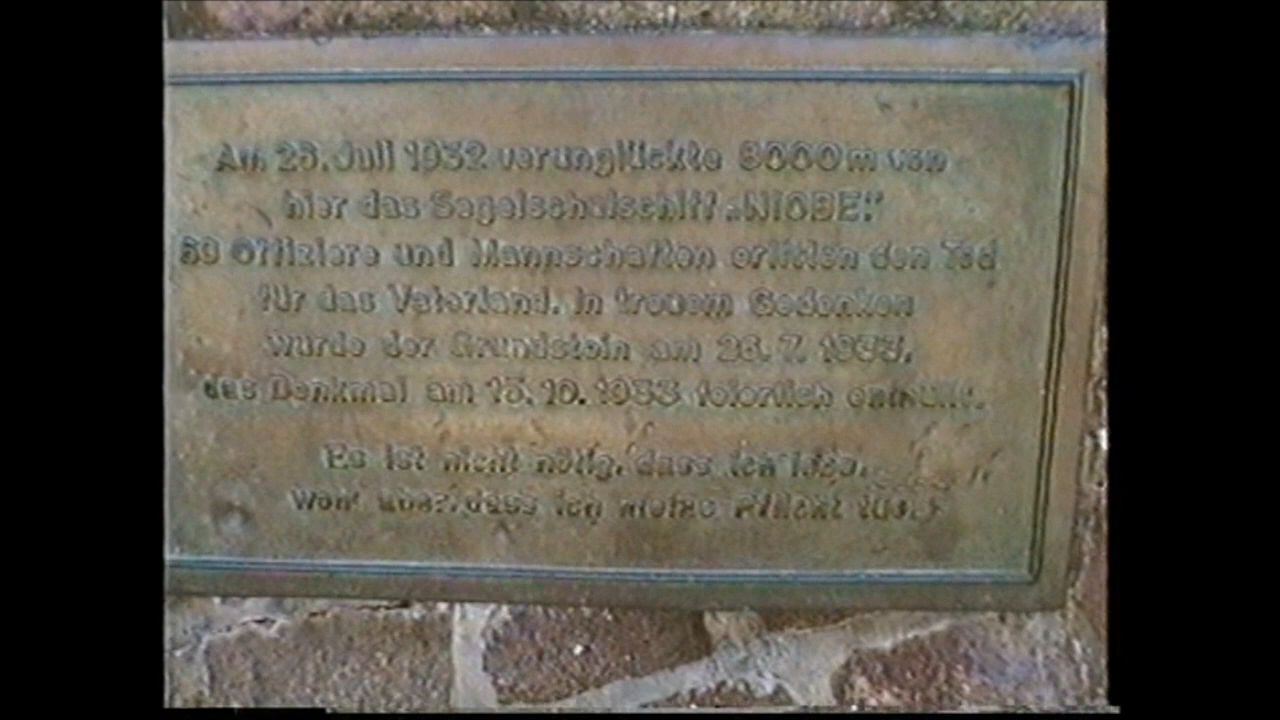 Am 26. Juli 1932 verunglückte 8000 m von
hier das Segelschulschiff „NIOBE".
69 Offiziere und Mannschaften erlitten den Tod
für das Vaterland. In treuem Gedenken
wurde der Grundstein am 26. 7. 1933.
das Denkmal am 15. 10. 1933 feierlich enthüllt.
Es ist nicht nötig, dass ich lebe.
Wohl aber, dass ich meine Pflicht tue.